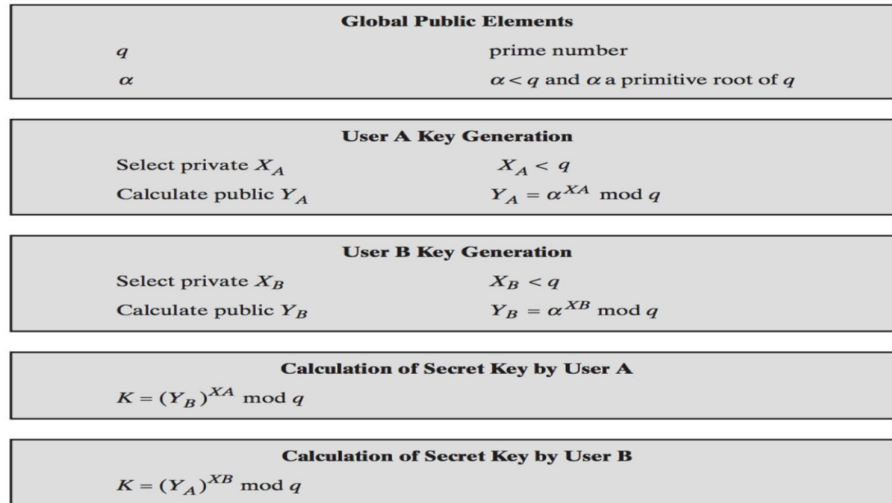 Global Public Elements
q prime number
α α < q and α a primitive root of q
User A Key Generation
Select private X_A X_A < q
Calculate public Y_A Y_A = α^{XA} mod q
User B Key Generation
Select private X_B X_B < q
Calculate public Y_B Y_B = α^{XB} mod q
Calculation of Secret Key by User A
K = (Y_B)^{XA} mod q
Calculation of Secret Key by User B
K = (Y_A)^{XB} mod q